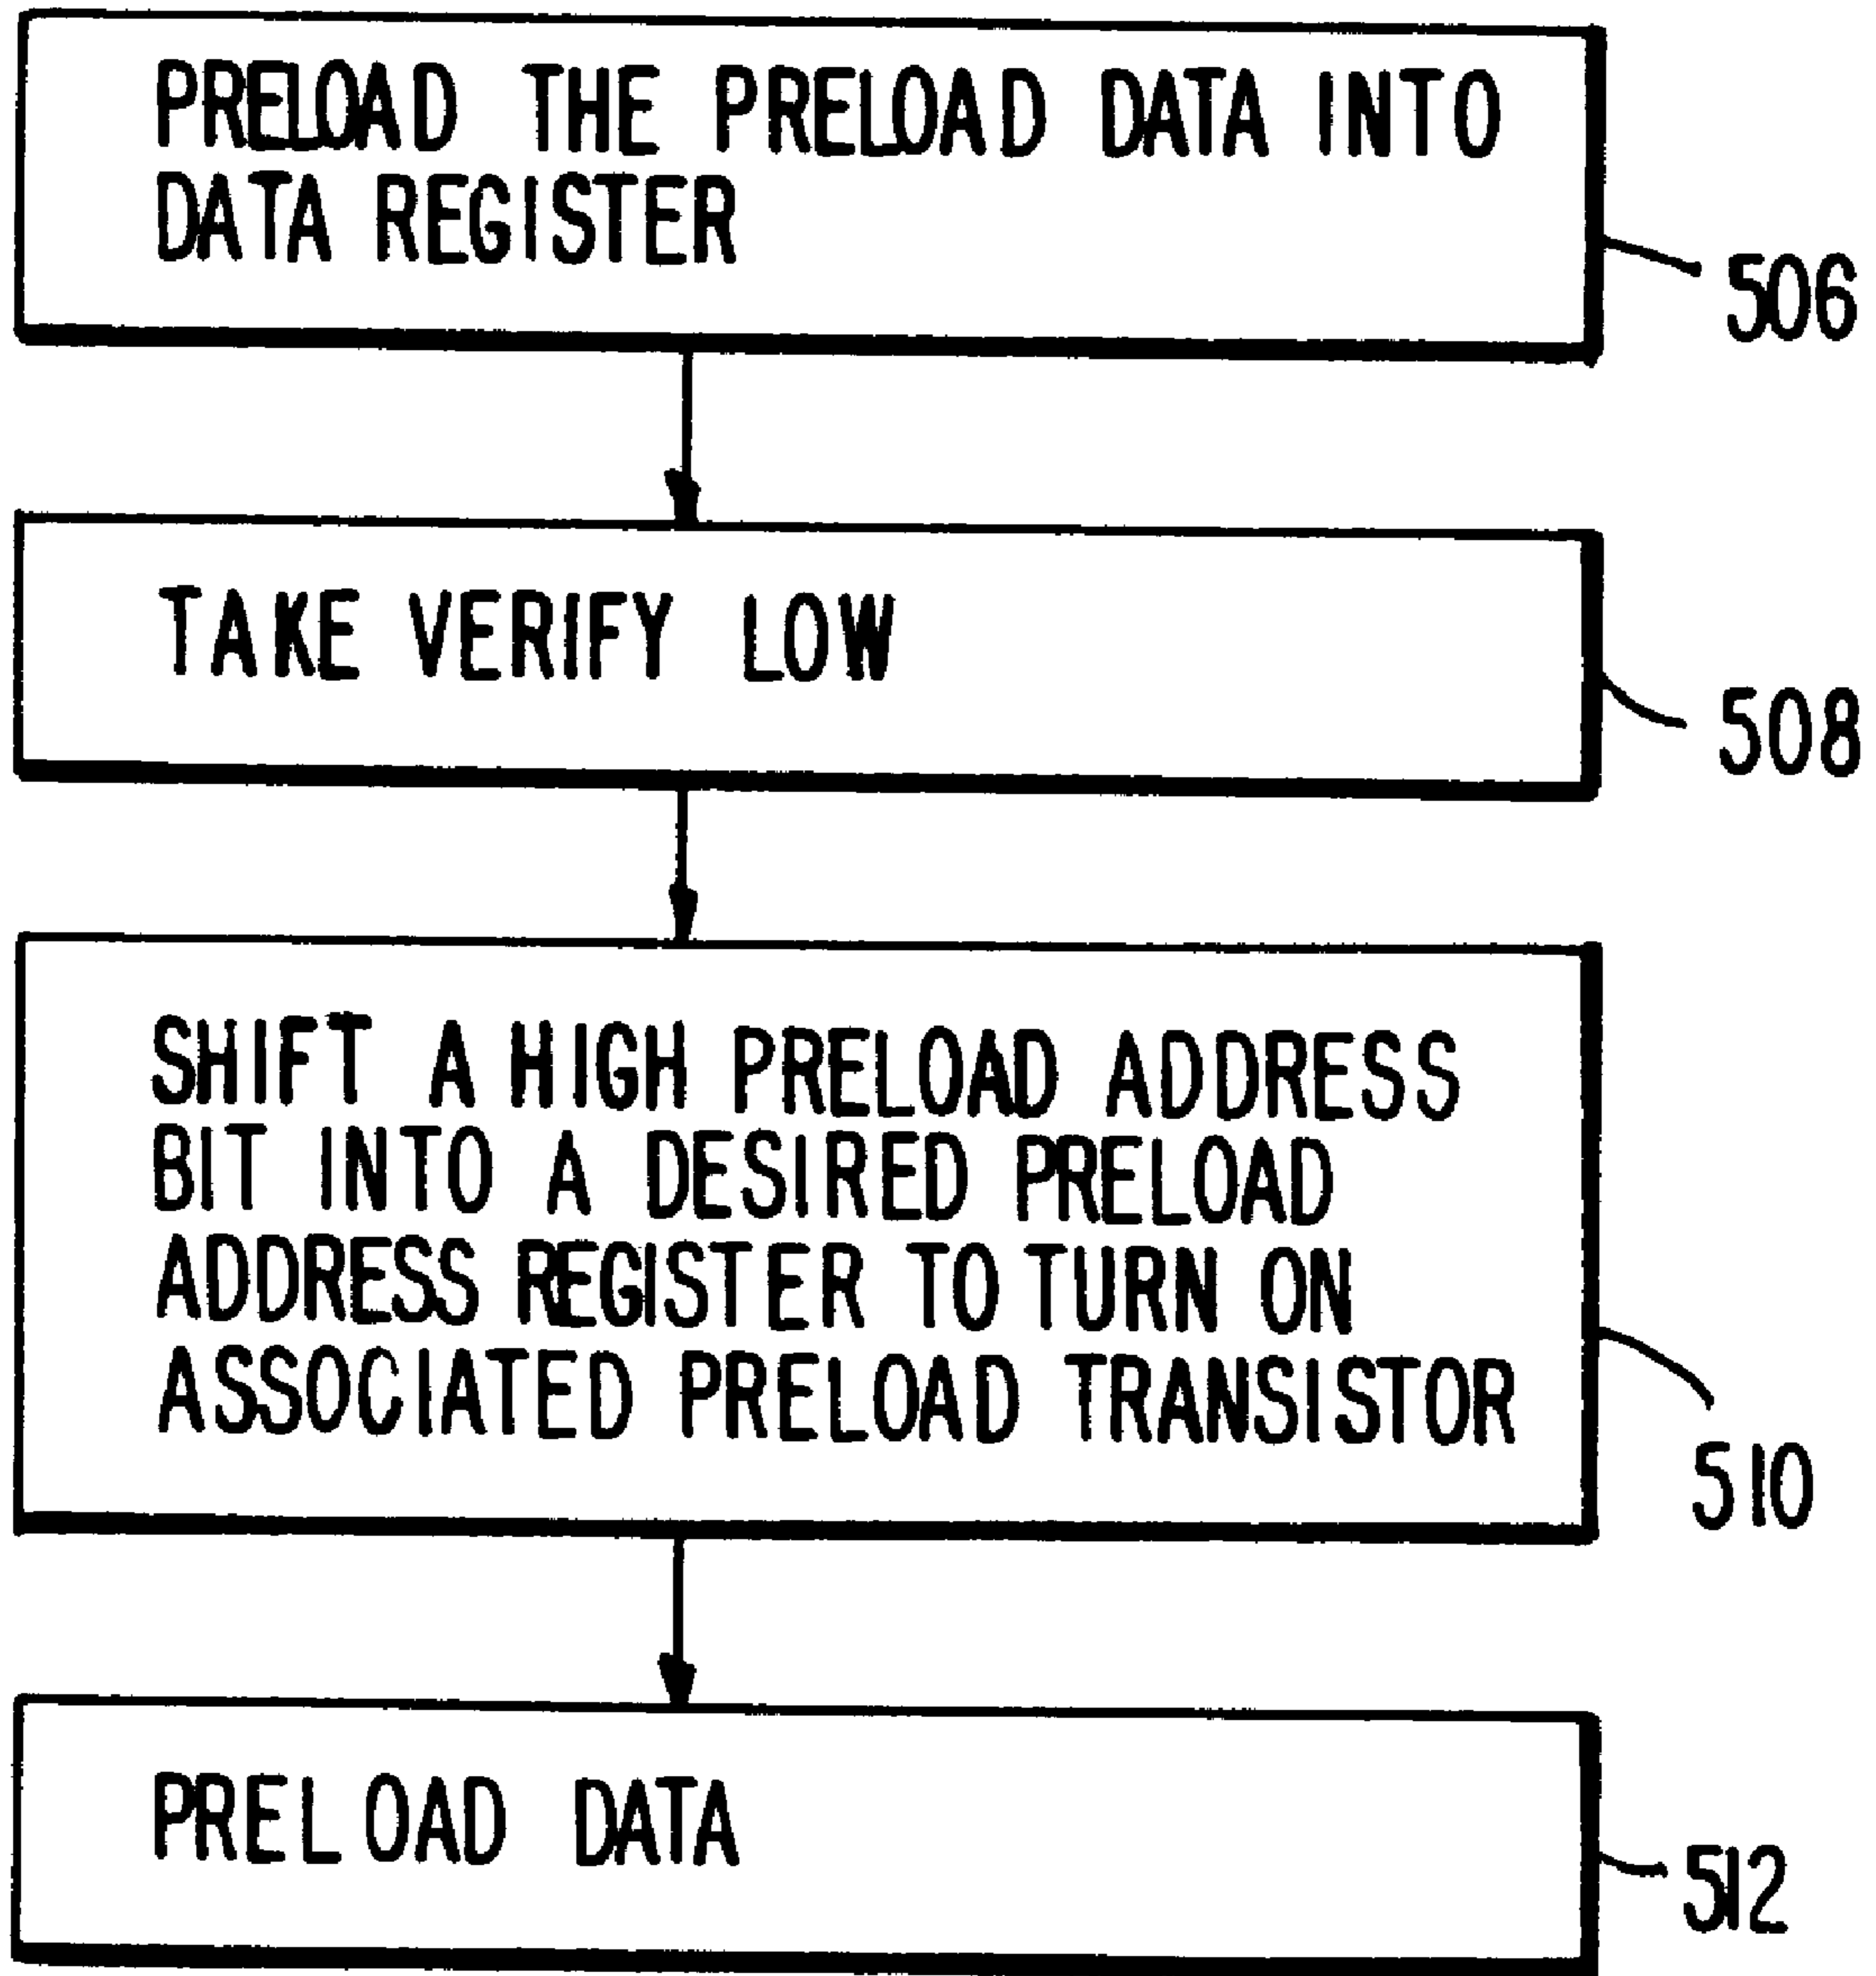 PRELOAD THE PRELOAD DATA INTO
DATA REGISTER
506
TAKE VERIFY LOW
508
SHIFT A HIGH PRELOAD ADDRESS
BIT INTO A DESIRED PRELOAD
ADDRESS REGISTER TO TURN ON
ASSOCIATED PRELOAD TRANSISTOR
510
PRELOAD DATA
512